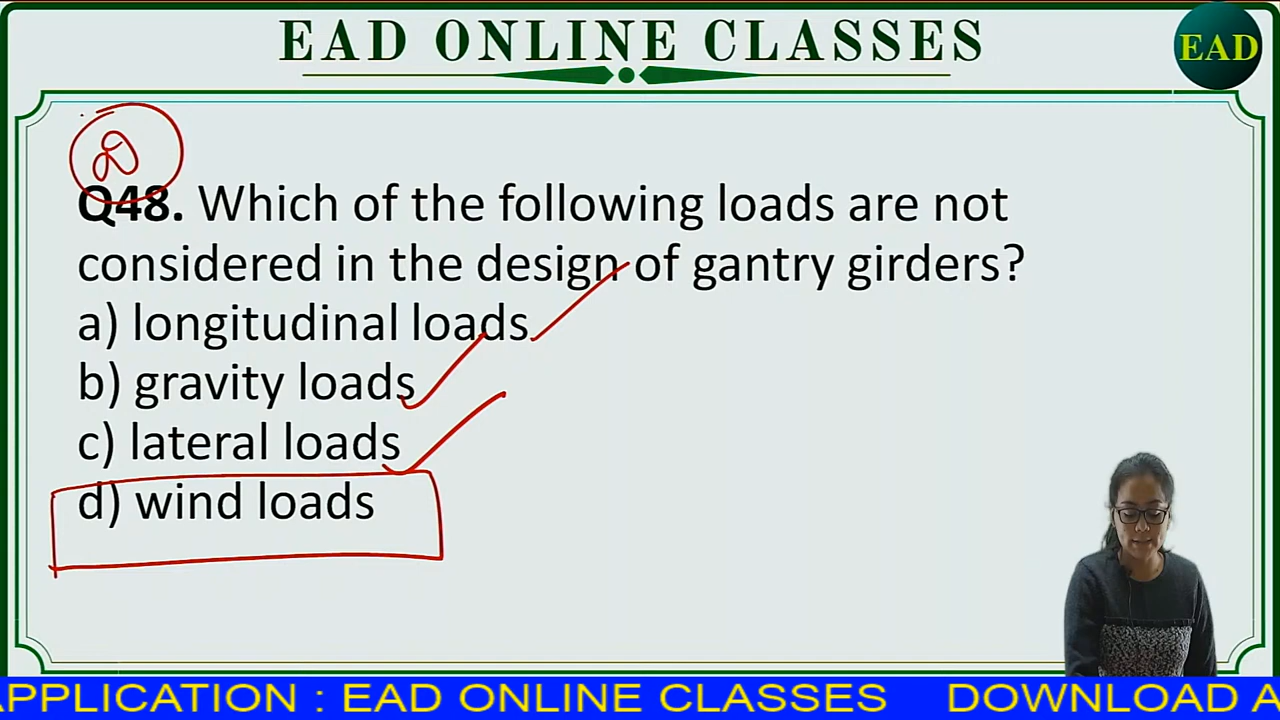 EAD ONLINE CLASSES
EAD
Q48. Which of the following loads are not
considered in the design of gantry girders?
a) longitudinal loads
b) gravity loads
c) lateral loads
d) wind loads
APPLICATION : EAD ONLINE CLASSES DOWNLOAD A